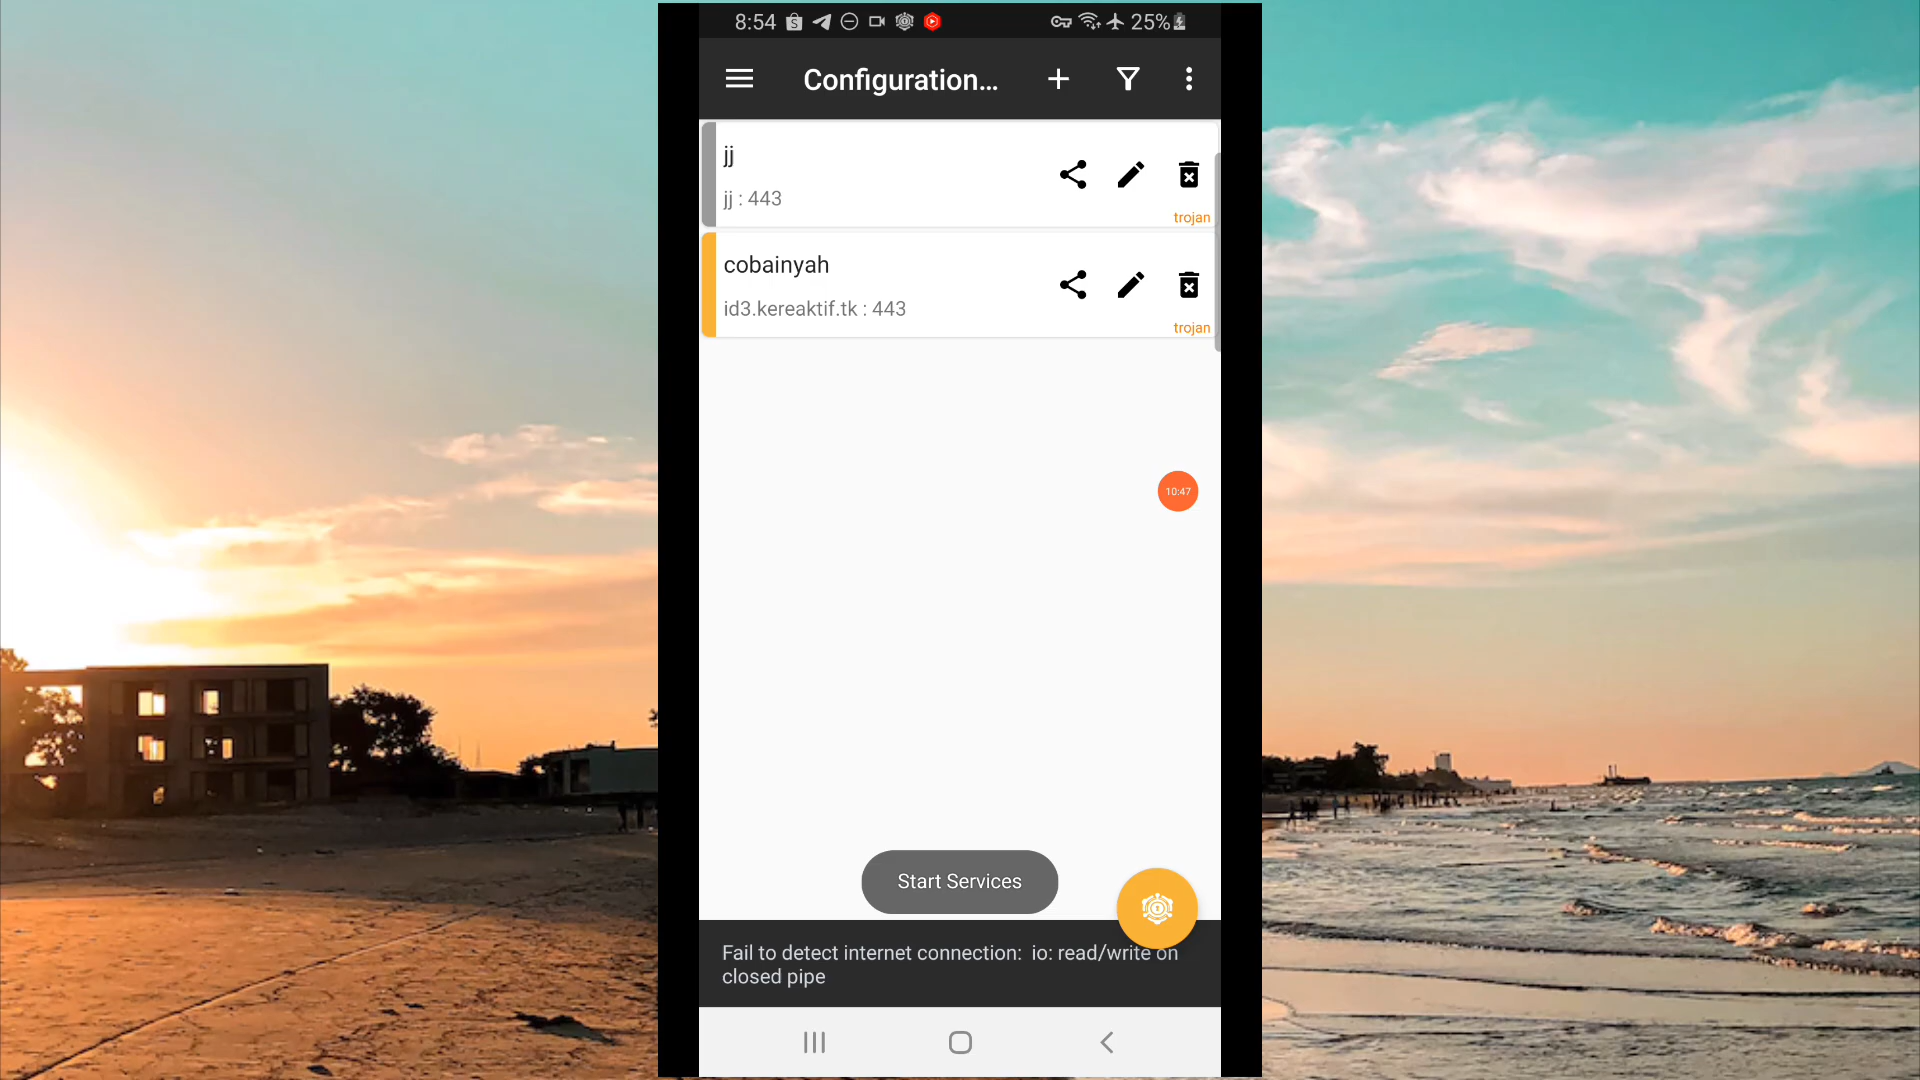 8:54 25%
Configuration...
jj
jj : 443
trojan
cobainyah
id3.kereaktif.tk : 443
trojan
10:47
Start Services
Fail to detect internet connection: io: read/write on
closed pipe